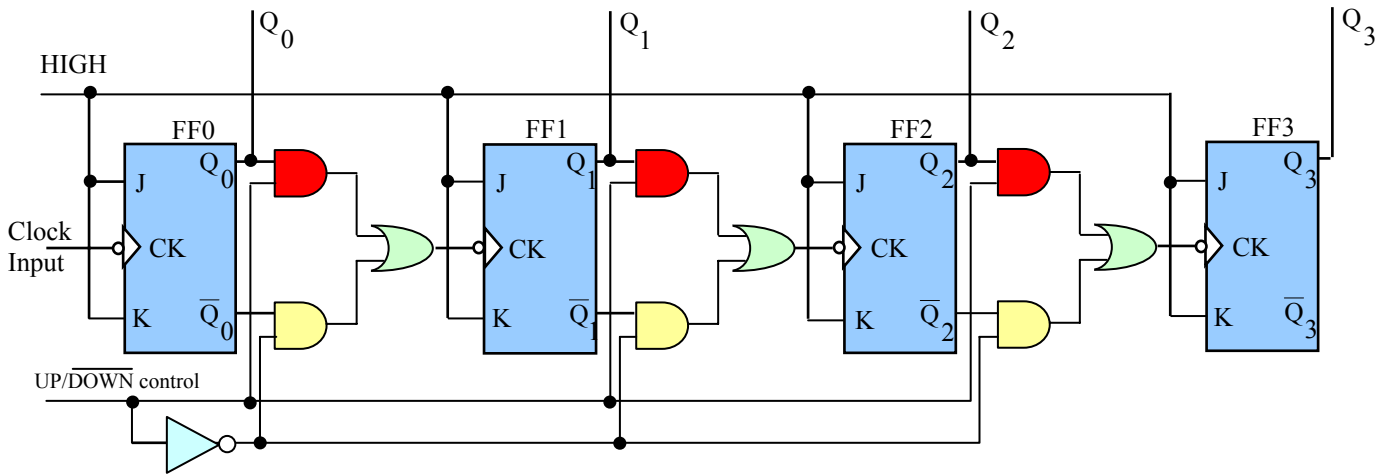 Q₀ Q₁ Q₂ Q₃
HIGH
FF0 FF1 FF2 FF3
Q₀ Q₁ Q₂ Q₃
J J J J
Clock
Input
CK CK CK CK
K K K K
Q̅₀ Q̅₁ Q̅₂ Q̅₃
UP/D̅O̅W̅N̅ control